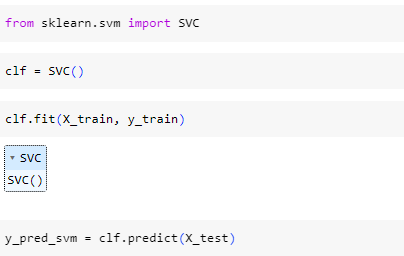 from sklearn.svm import SVC
clf = SVC()
clf.fit(X_train, y_train)
▾ SVC
SVC()
y_pred_svm = clf.predict(X_test)